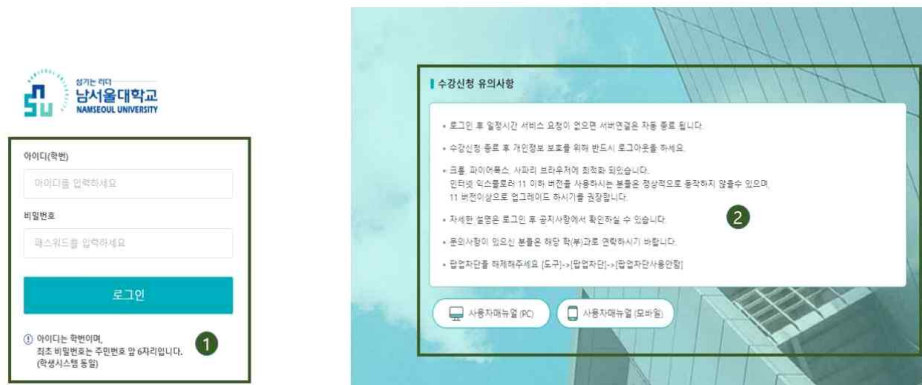 섬기는 리더
남서울대학교
NAMSEOUL UNIVERSITY
아이디(학번)
아이디를 입력하세요
비밀번호
패스워드를 입력하세요
로그인
아이디는 학번이며,
최초 비밀번호는 주민번호 앞 6자리입니다.
(학생시스템 동일)
1
수강신청 유의사항
• 로그인 후 일정시간 서비스 요청이 없으면 서버연결은 자동 종료 됩니다.
• 수강신청 종료 후 개인정보 보호를 위해 반드시 로그아웃을 하세요.
• 크롬, 파이어폭스, 사파리 브라우저에 최적화 되있습니다.
인터넷 익스플로러 11 이하 버전을 사용하시는 분들은 정상적으로 동작하지 않을수 있으며,
11 버전이상으로 업그레이드 하시기를 권장합니다.
• 자세한 설명은 로그인 후 공지사항에서 확인하실 수 있습니다.
• 문의사항이 있으신 분들은 해당 학(부)과로 연락하시기 바랍니다.
• 팝업차단을 해제해주세요 [도구]->[팝업차단]->[팝업차단사용안함]
2
사용자매뉴얼 (PC)
사용자매뉴얼 (모바일)